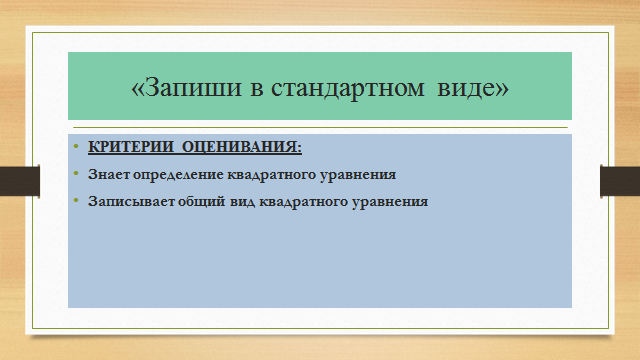 «Запиши в стандартном виде»
КРИТЕРИИ ОЦЕНИВАНИЯ:
Знает определение квадратного уравнения
Записывает общий вид квадратного уравнения